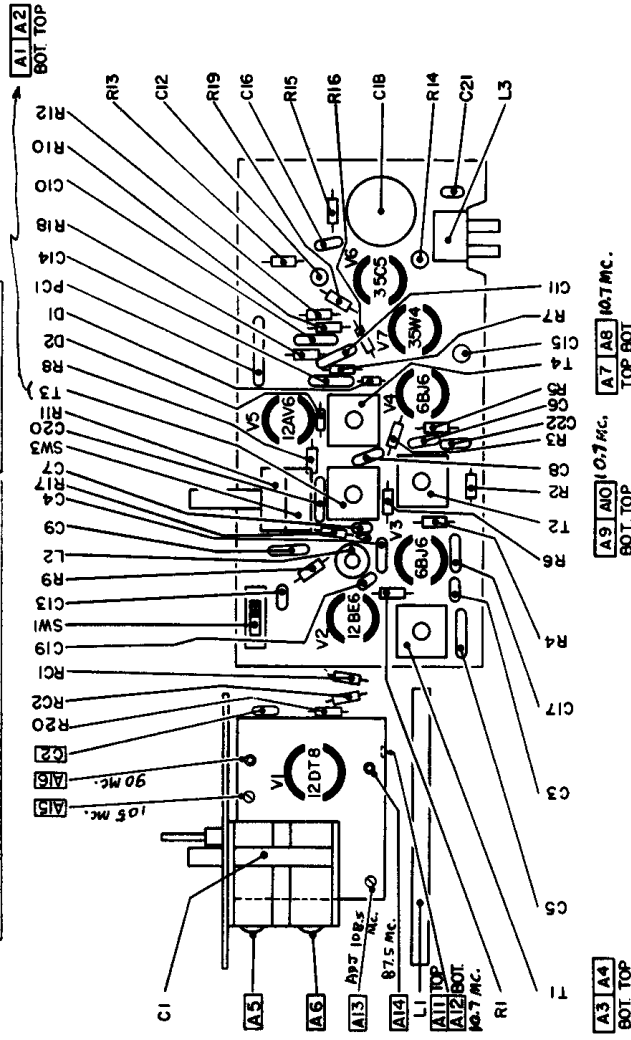 A1 A2
BOT. TOP
R12
R10
C10
R18
C14
PC1
D1
D2
R8
T3
R11
C20
SW3
C7
R17
C4
C9
L2
R9
C13
SW1
C19
RC1
RC2
R20
C2
A16
90 MC.
A15
105 MC.
R13
C12
R19
C16
R15
R16
C18
R14
C21
L3
V1
12DT8
V2
12BE6
V3
6BJ6
V4
6BJ6
V5
12AV6
V6
35C5
V7
35W4
C1
A5
A6
A13
ADJ 108.5 MC.
A14
87.5 MC.
L1
A11 TOP
A12 BOT.
10.7 MC.
R1
T1
C5
C3
C17
R4
R6
T2
R2
C8
R3
C22
C6
R5
T4
C15
R7
C11
A3 A4
BOT. TOP
A9 A10 10.7 MC.
BOT TOP
A7 A8 10.7 MC.
TOP BOT.